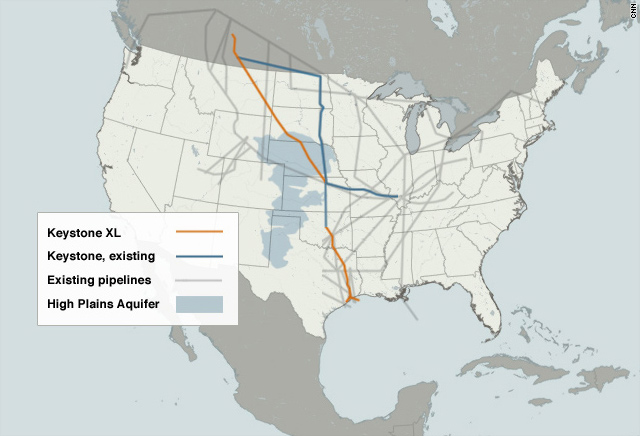 CNN
Keystone XL
Keystone, existing
Existing pipelines
High Plains Aquifer